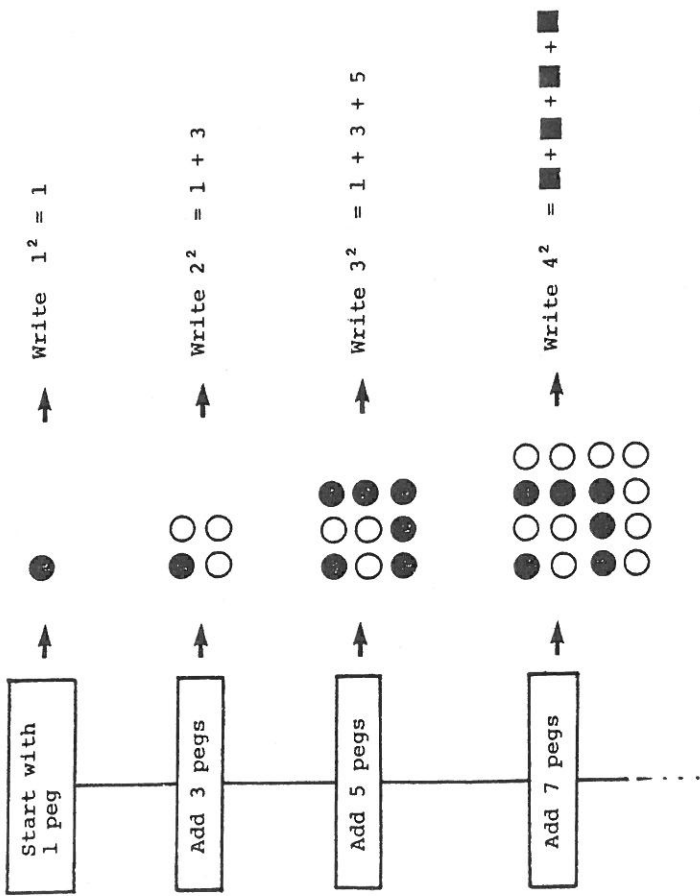 Start with
1 peg
Write 1² = 1
Add 3 pegs
Write 2² = 1 + 3
Add 5 pegs
Write 3² = 1 + 3 + 5
Add 7 pegs
Write 4² = ■ + ■ + ■ + ■